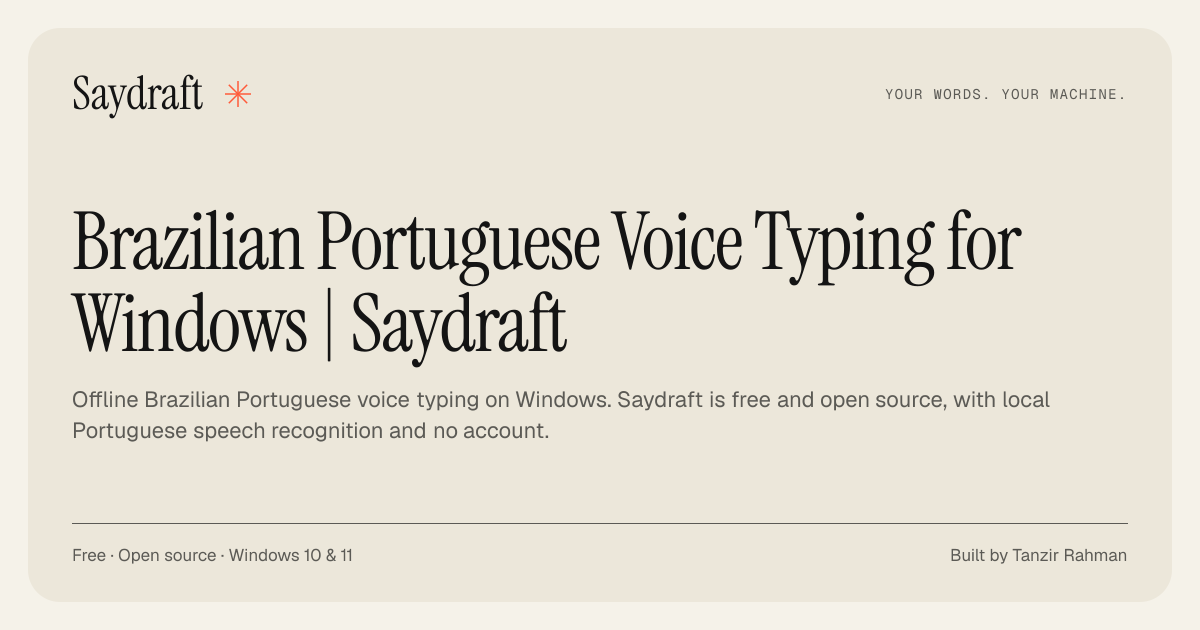 Saydraft
YOUR WORDS. YOUR MACHINE.
Brazilian Portuguese Voice Typing for
Windows | Saydraft
Offline Brazilian Portuguese voice typing on Windows. Saydraft is free and open source, with local
Portuguese speech recognition and no account.
Free · Open source · Windows 10 & 11
Built by Tanzir Rahman